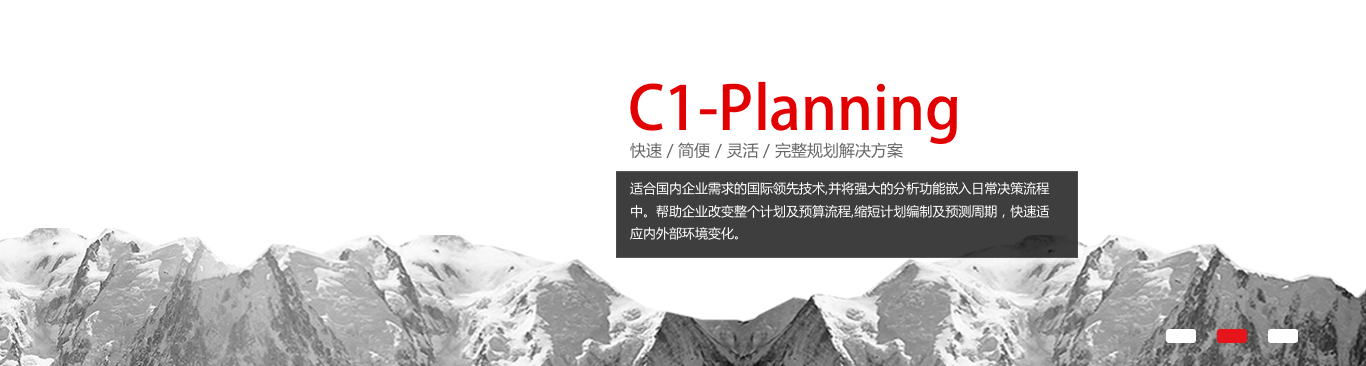 C1-Planning
快速 / 简便 / 灵活 / 完整规划解决方案
适合国内企业需求的国际领先技术,并将强大的分析功能嵌入日常决策流程
中。帮助企业改变整个计划及预算流程,缩短计划编制及预测周期，快速适
应内外部环境变化。